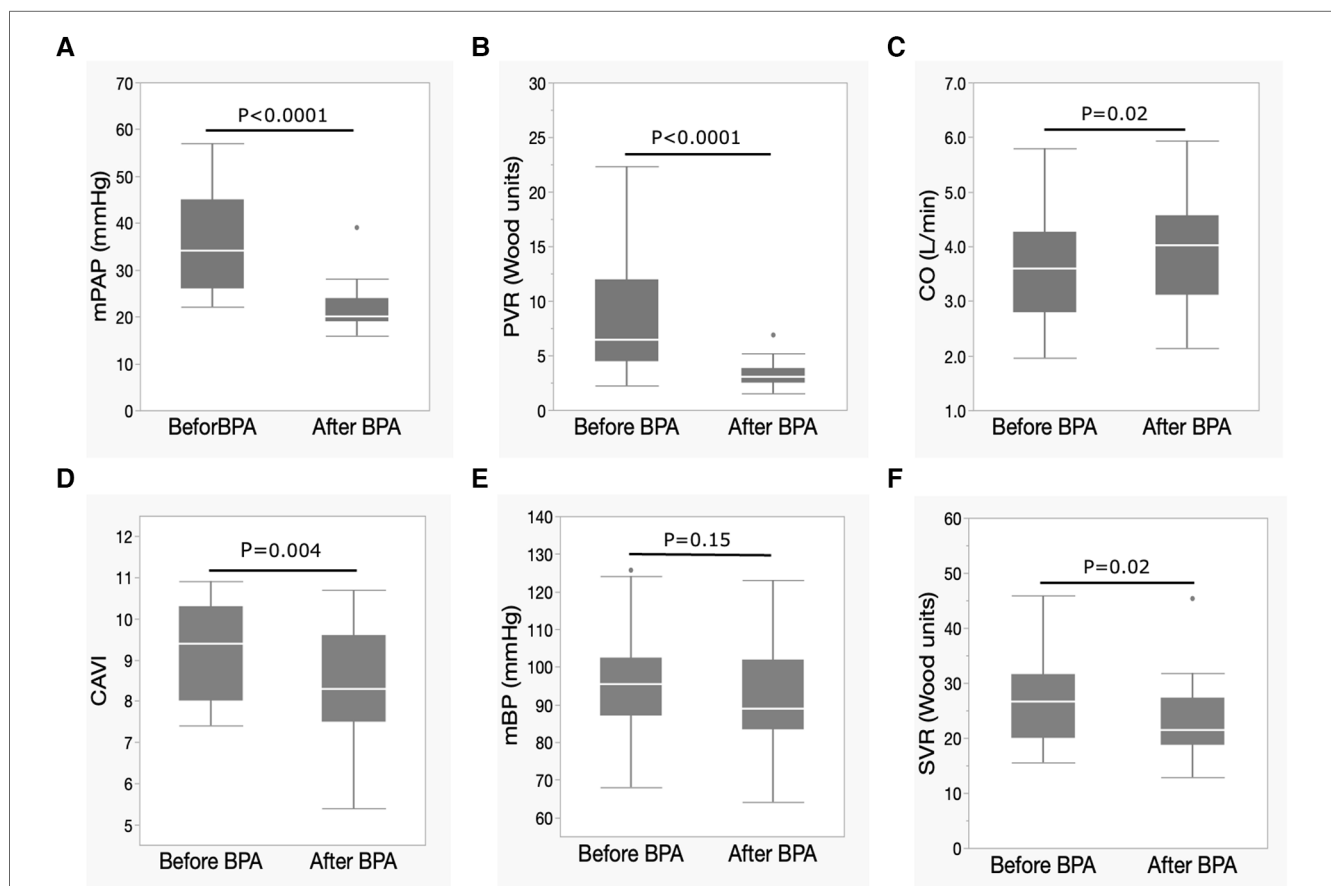 A
mPAP (mmHg)
70
60
50
40
30
20
10
0
P<0.0001
BeforBPA
After BPA
B
PVR (Wood units)
30
25
20
15
10
5
0
P<0.0001
Before BPA
After BPA
C
CO (L/min)
7.0
6.0
5.0
4.0
3.0
2.0
1.0
P=0.02
Before BPA
After BPA
D
CAVI
12
11
10
9
8
7
6
5
P=0.004
Before BPA
After BPA
E
mBP (mmHg)
140
130
120
110
100
90
80
70
60
P=0.15
Before BPA
After BPA
F
SVR (Wood units)
60
50
40
30
20
10
0
P=0.02
Before BPA
After BPA